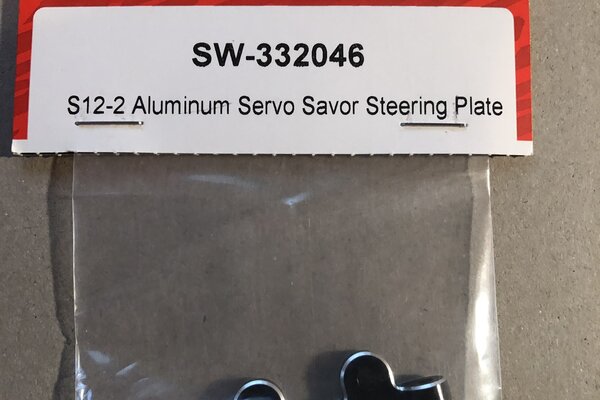 SW-332046
S12-2 Aluminum Servo Savor Steering Plate